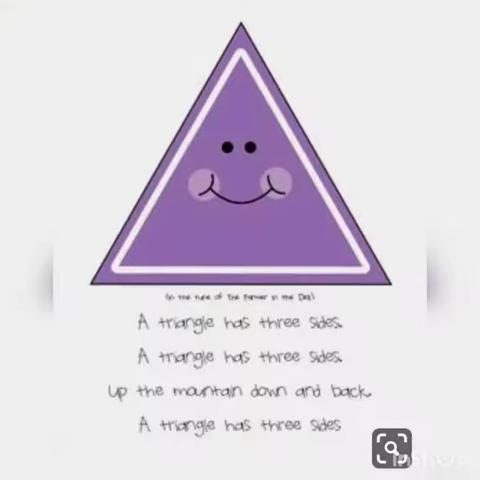 (to the tune of The Farmer in the Dell)
A triangle has three sides.
A triangle has three sides.
Up the mountain down and back.
A triangle has three sides
InShot